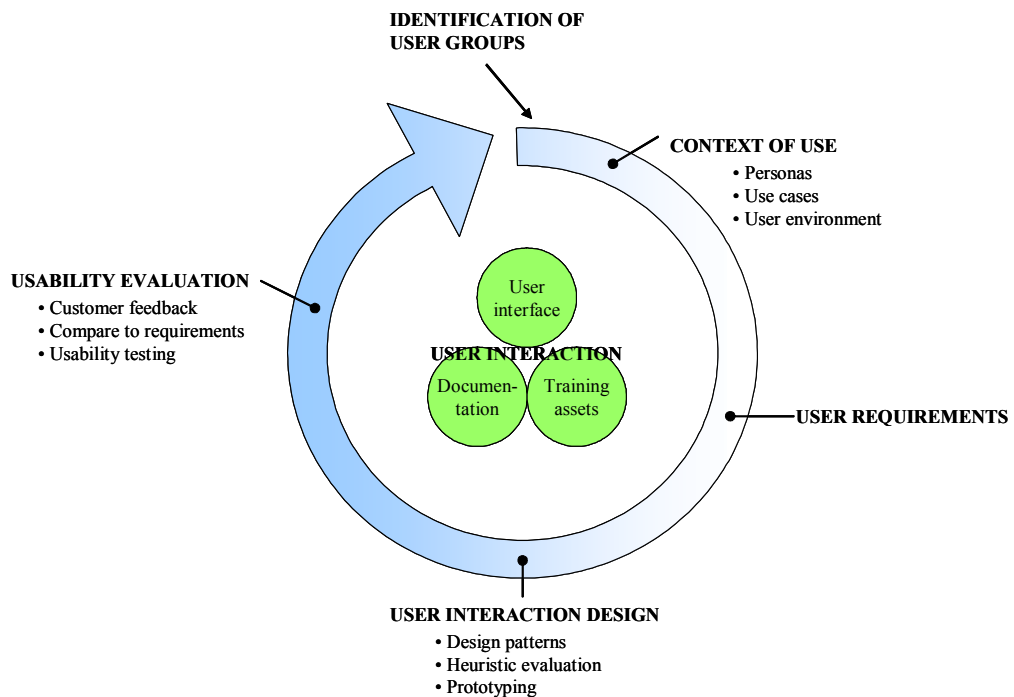 IDENTIFICATION OF
USER GROUPS
CONTEXT OF USE
• Personas
• Use cases
• User environment
USABILITY EVALUATION
• Customer feedback
• Compare to requirements
• Usability testing
User
interface
USER INTERACTION
Documen-
tation
Training
assets
USER REQUIREMENTS
USER INTERACTION DESIGN
• Design patterns
• Heuristic evaluation
• Prototyping